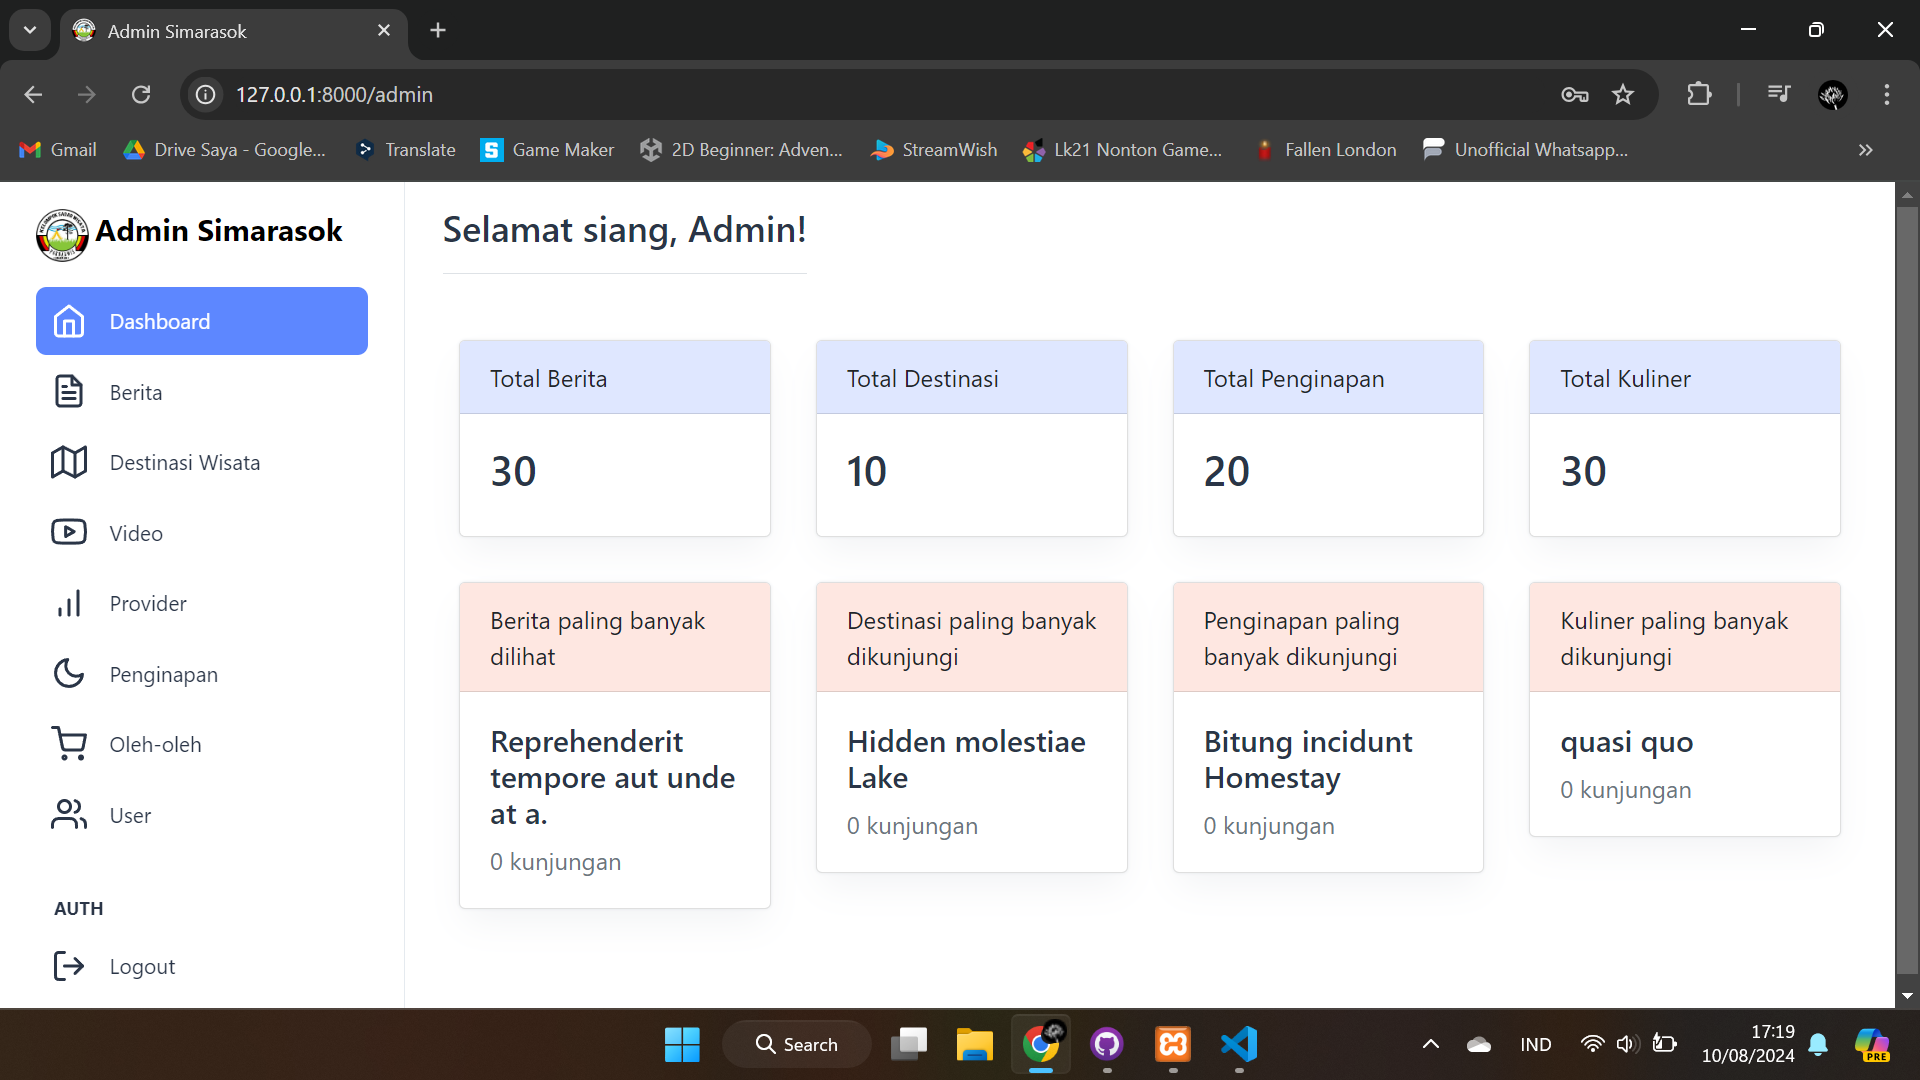 Admin Simarasok
127.0.0.1:8000/admin
Gmail
Drive Saya - Google...
Translate
Game Maker
2D Beginner: Adven...
StreamWish
Lk21 Nonton Game...
Fallen London
Unofficial Whatsapp...
Admin Simarasok
Dashboard
Berita
Destinasi Wisata
Video
Provider
Penginapan
Oleh-oleh
User
AUTH
Logout
Selamat siang, Admin!
Total Berita
30
Total Destinasi
10
Total Penginapan
20
Total Kuliner
30
Berita paling banyak
dilihat
Reprehenderit
tempore aut unde
at a.
0 kunjungan
Destinasi paling banyak
dikunjungi
Hidden molestiae
Lake
0 kunjungan
Penginapan paling
banyak dikunjungi
Bitung incidunt
Homestay
0 kunjungan
Kuliner paling banyak
dikunjungi
quasi quo
0 kunjungan
Search
IND
17:19
10/08/2024
PRE